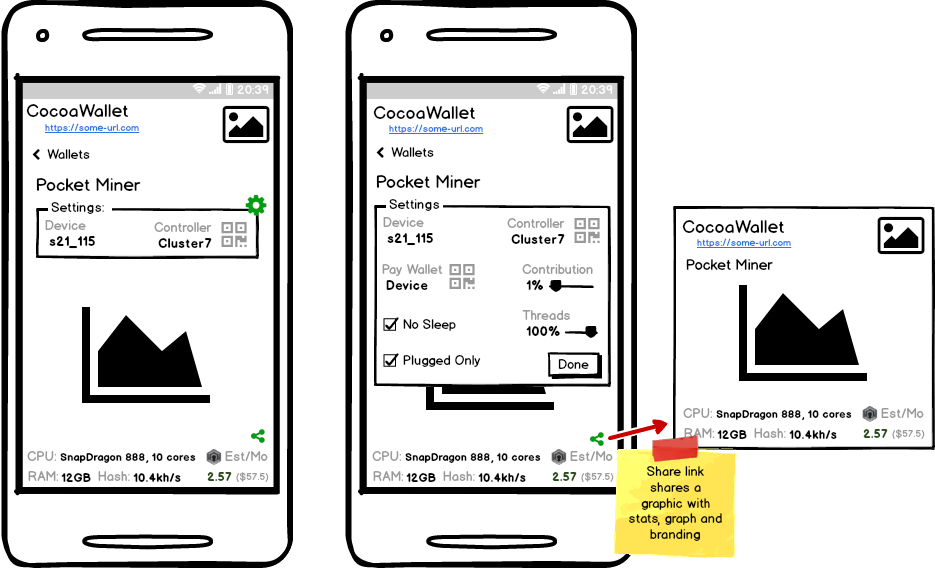 20:39
CocoaWallet
https://some-url.com
Wallets
Pocket Miner
Settings:
Device
Controller
s21_115
Cluster7
CPU: SnapDragon 888, 10 cores
Est/Mo
RAM: 12GB Hash: 10.4kh/s
2.57 ($57.5)
20:39
CocoaWallet
https://some-url.com
Wallets
Pocket Miner
Settings
Device
Controller
s21_115
Cluster7
Pay Wallet
Contribution
Device
1%
No Sleep
Threads
100%
Plugged Only
Done
CPU: SnapDragon 888, 10 cores
Est/Mo
RAM: 12GB Hash: 10.4kh/s
2.57 ($57.5)
Share link
shares a
graphic with
stats, graph and
branding
CocoaWallet
https://some-url.com
Pocket Miner
CPU: SnapDragon 888, 10 cores
Est/Mo
RAM: 12GB Hash: 10.4kh/s
2.57 ($57.5)